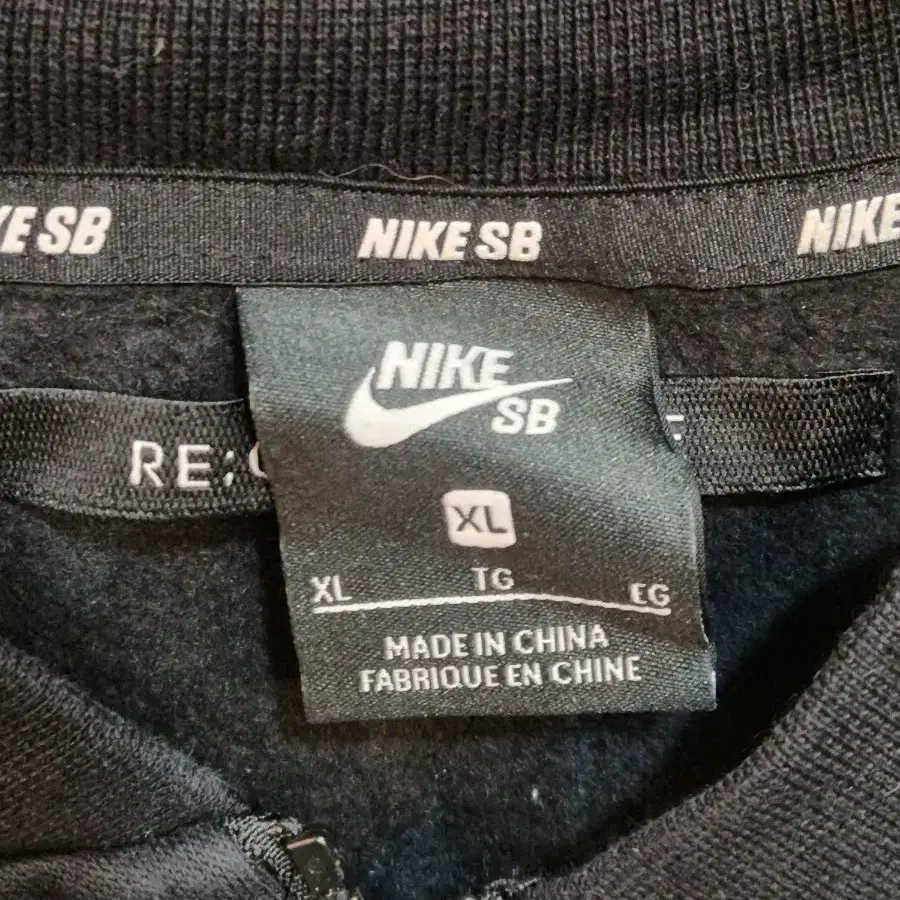 KE SB NIKE SB NIKE
NIKE
SB
RE:
XL
XL TG EG
MADE IN CHINA
FABRIQUE EN CHINE